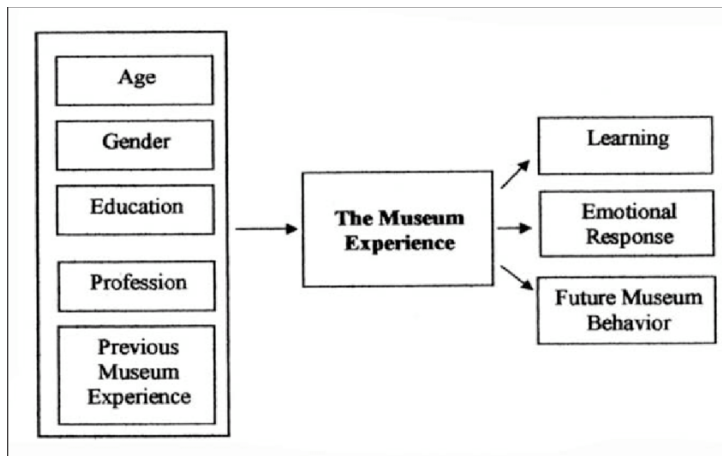 Age
Gender
Education
Profession
Previous
Museum
Experience
The Museum
Experience
Learning
Emotional
Response
Future Museum
Behavior